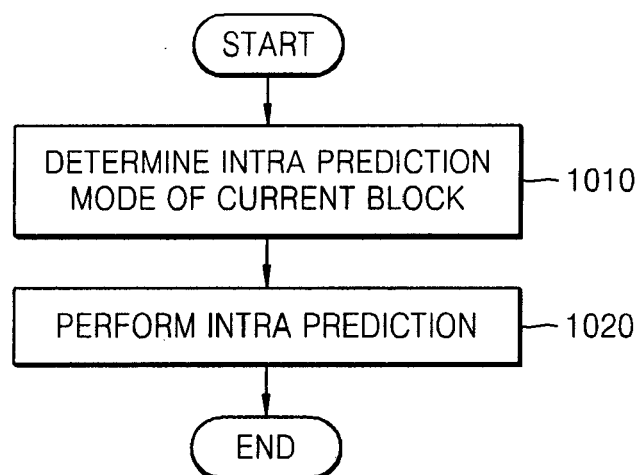 START
DETERMINE INTRA PREDICTION
MODE OF CURRENT BLOCK
1010
PERFORM INTRA PREDICTION
1020
END